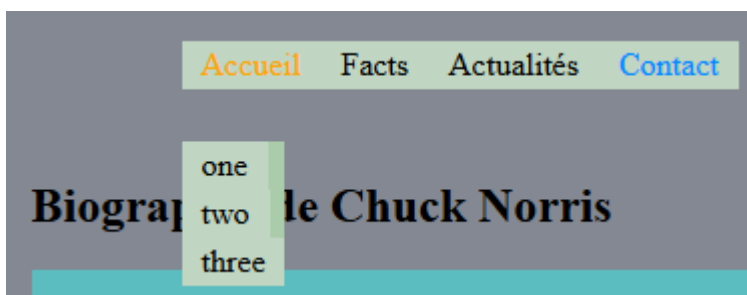 Accueil Facts Actualités Contact
one
Biograp de Chuck Norris
two
three